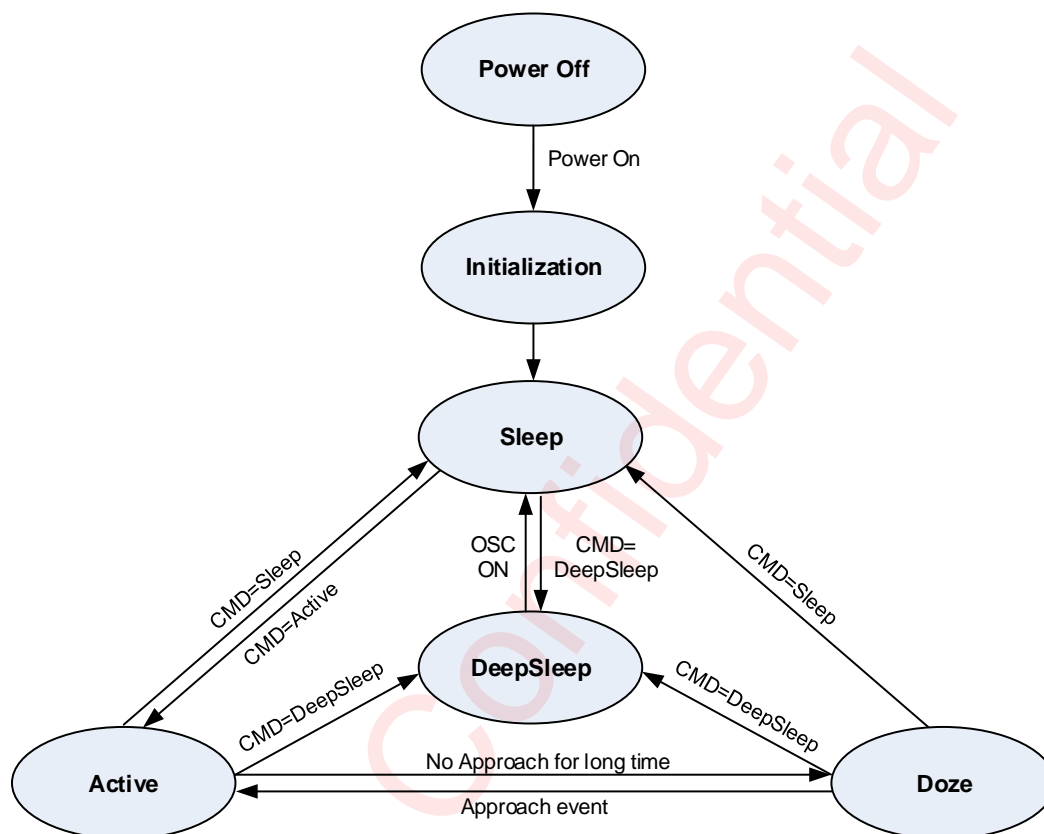 Power Off
Power On
Initialization
Sleep
OSC
ON
CMD=
DeepSleep
CMD=Sleep
CMD=Active
CMD=Sleep
DeepSleep
CMD=DeepSleep
CMD=DeepSleep
No Approach for long time
Active
Doze
Approach event
Confidential